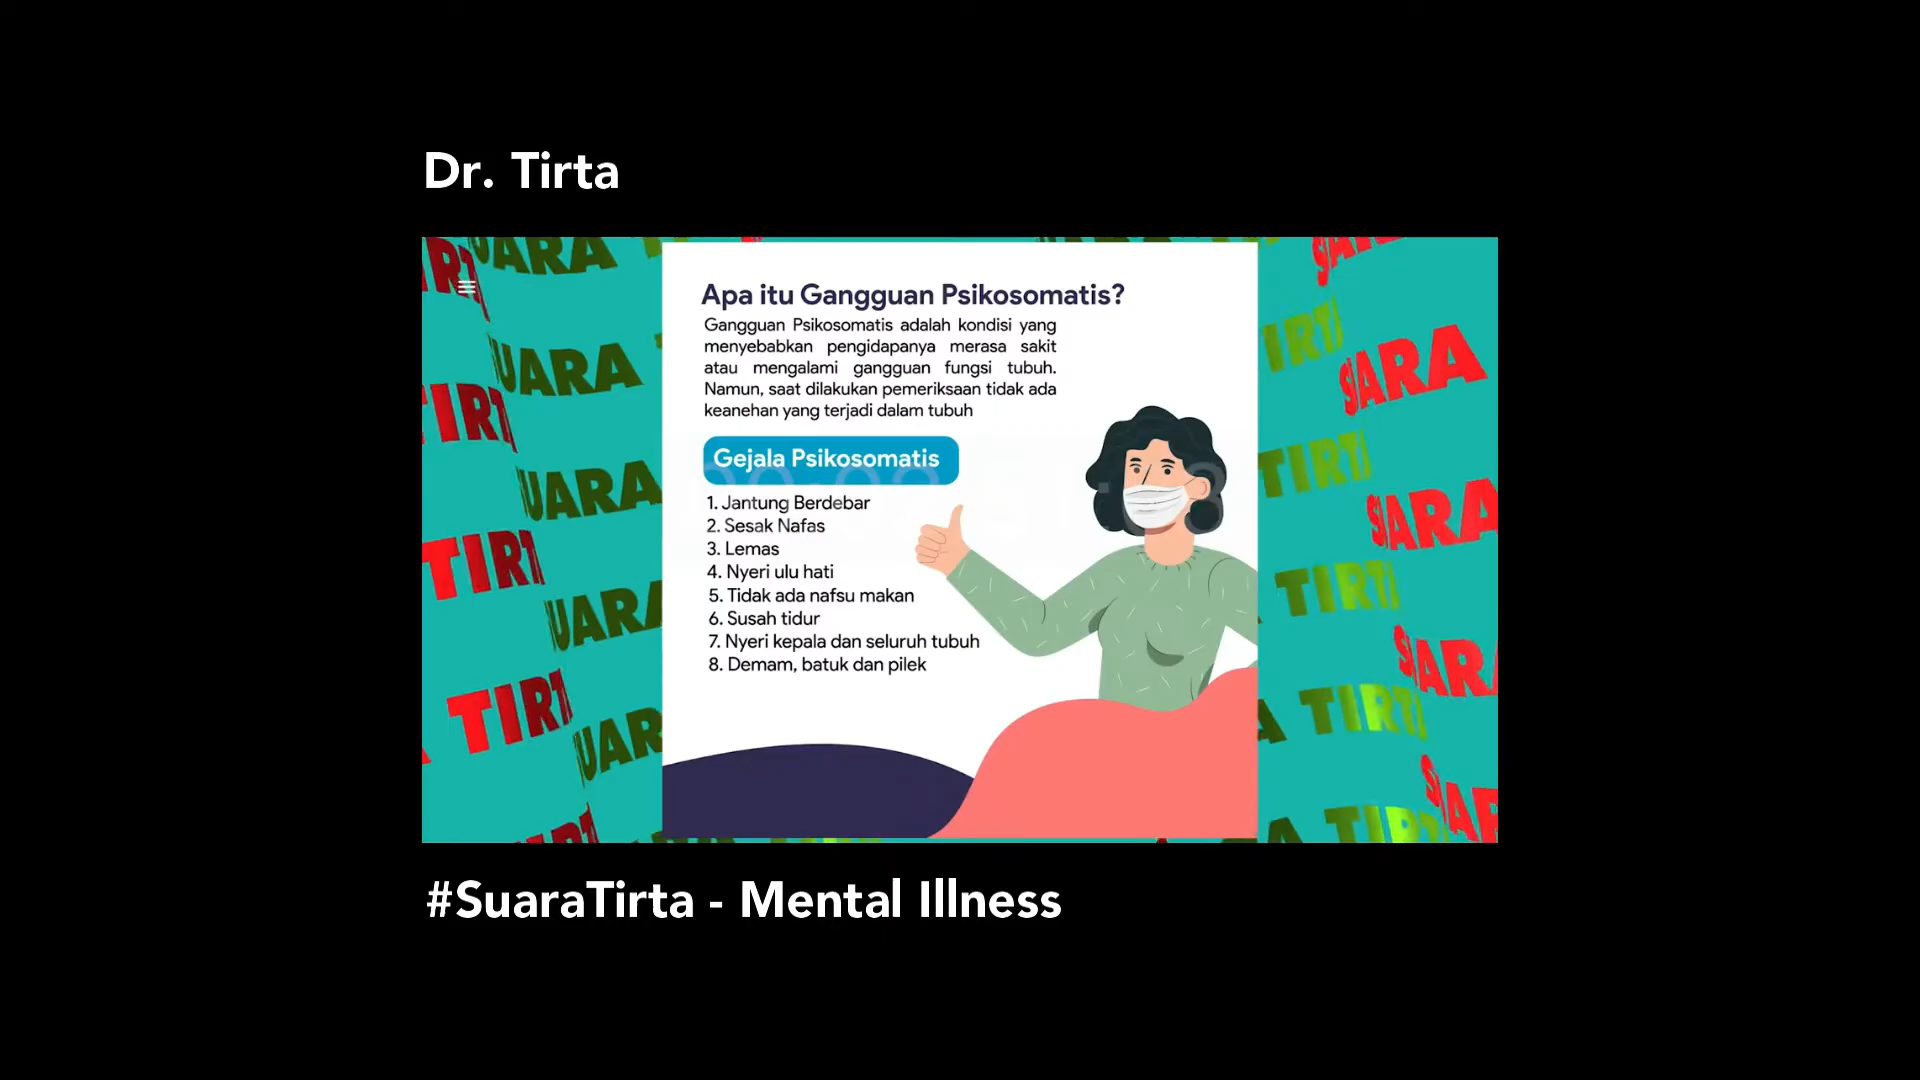 Dr. Tirta
Apa itu Gangguan Psikosomatis?
Gangguan Psikosomatis adalah kondisi yang
menyebabkan pengidapanya merasa sakit
atau mengalami gangguan fungsi tubuh.
Namun, saat dilakukan pemeriksaan tidak ada
keanehan yang terjadi dalam tubuh
Gejala Psikosomatis
1. Jantung Berdebar
2. Sesak Nafas
3. Lemas
4. Nyeri ulu hati
5. Tidak ada nafsu makan
6. Susah tidur
7. Nyeri kepala dan seluruh tubuh
8. Demam, batuk dan pilek
#SuaraTirta - Mental Illness